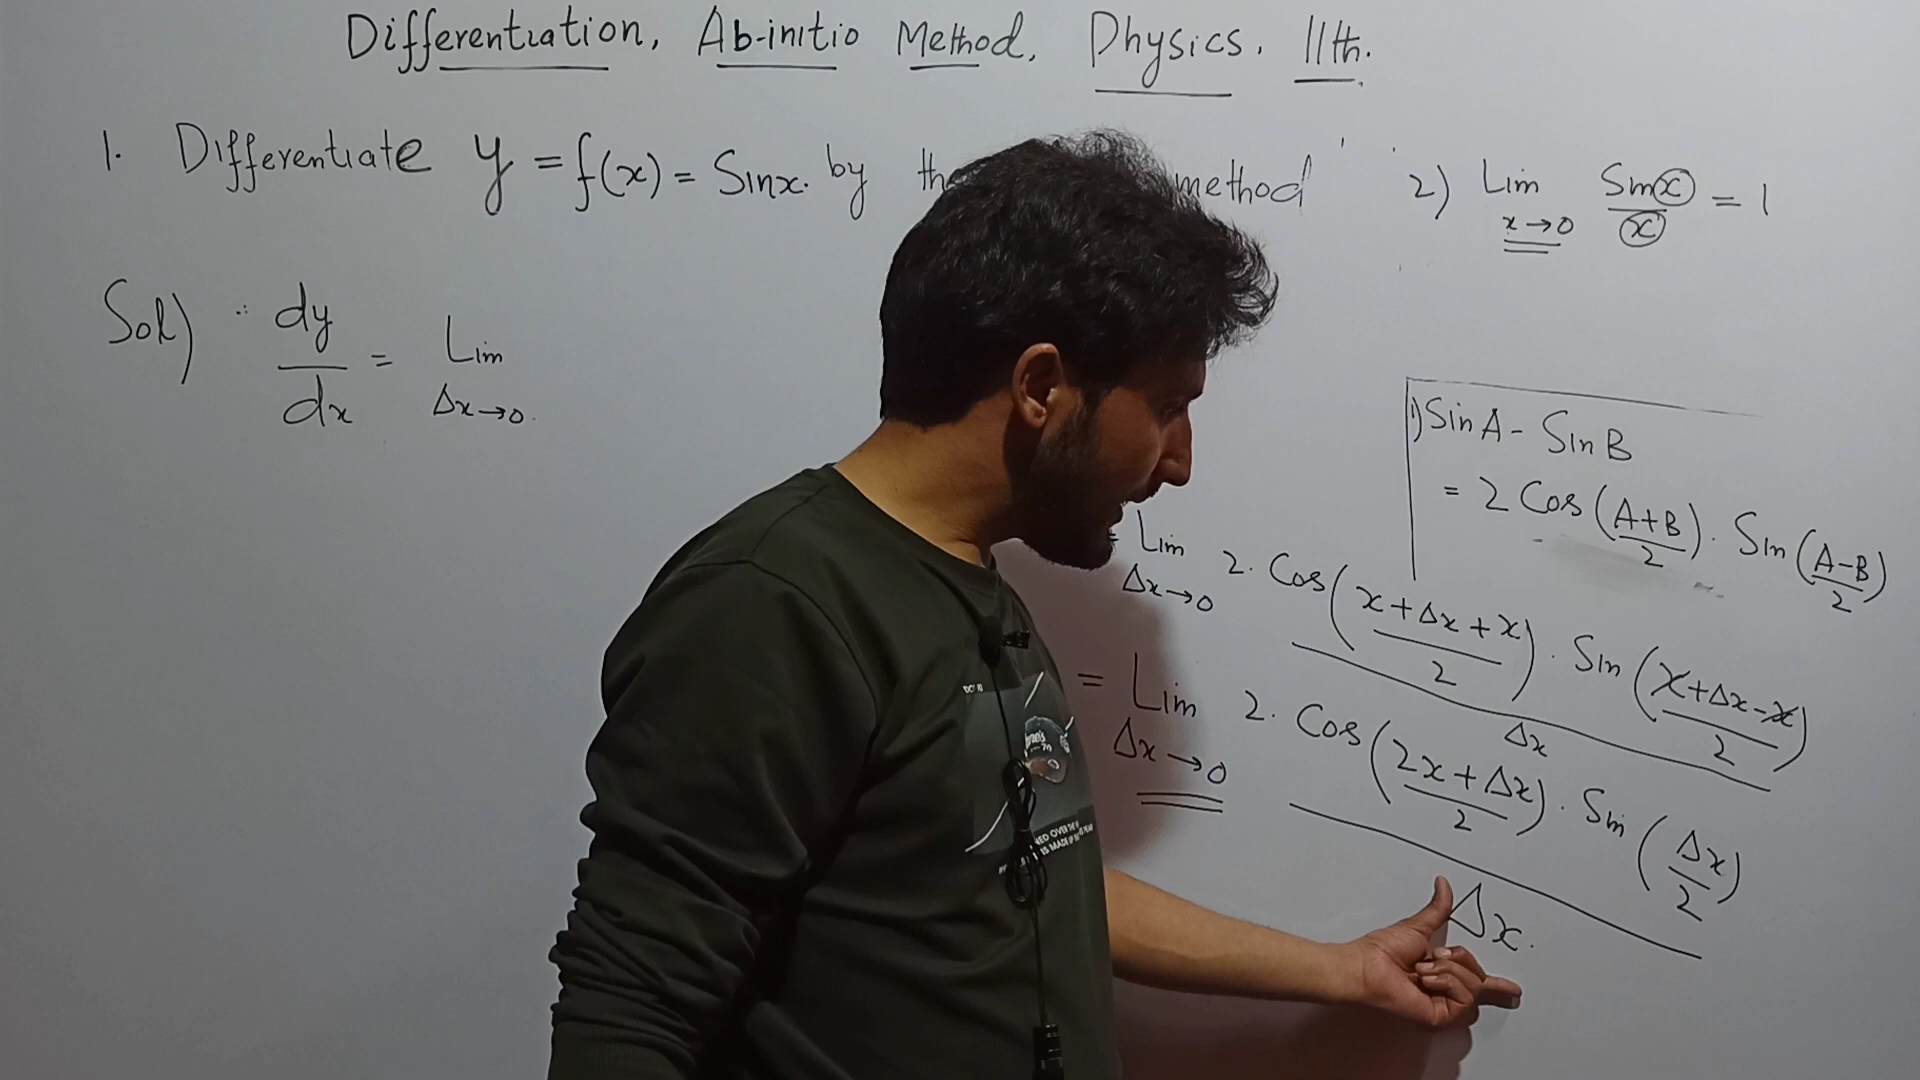 Differentiation, Ab-initio Method, Physics. 11th.
1. Differentiate y = f(x) = Sinx. by method
2) Lim x→0 Sinx/x = 1
Sol) dy/dx = Lim Δx→0.
1) Sin A - Sin B
= 2 Cos (A+B/2) . Sin (A-B/2)
= Lim Δx→0 2. Cos (x+Δx+x/2) . Sin (x+Δx-x/2) / Δx
= Lim Δx→0 2. Cos (2x+Δx/2) . Sin (Δx/2) / Δx.